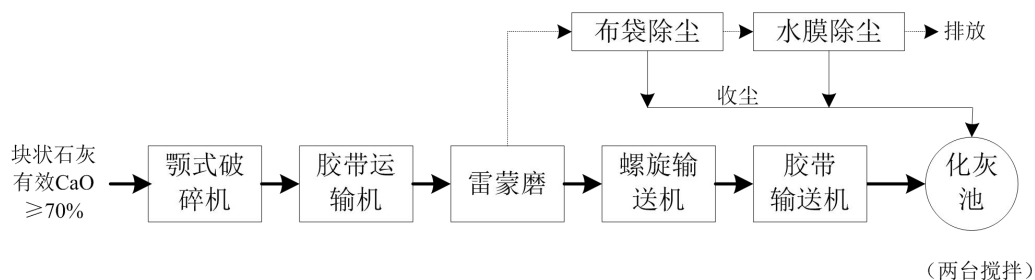 布袋除尘
水膜除尘
排放
收尘
块状石灰
有效CaO
≥70%
颚式破
碎机
胶带运
输机
雷蒙磨
螺旋输
送机
胶带
输送机
化灰
池
（两台搅拌）